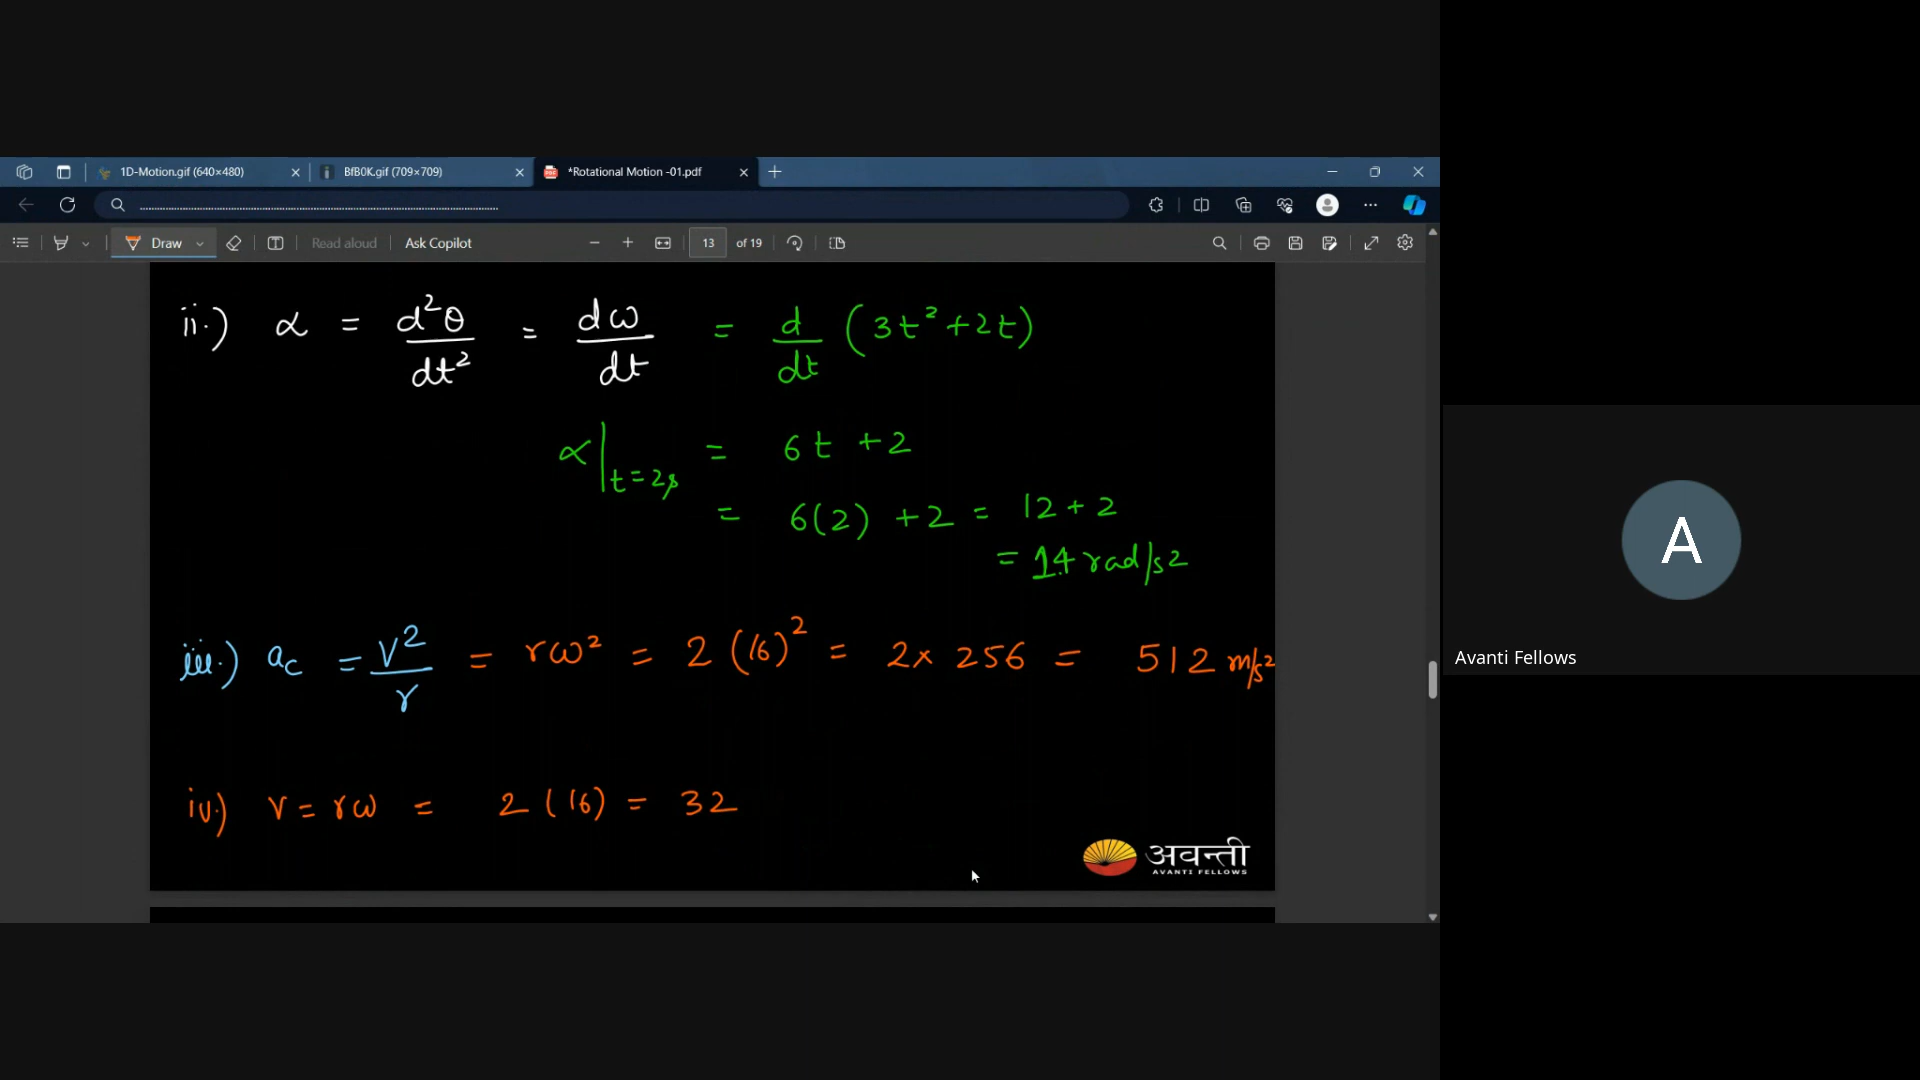 1D-Motion.gif (640×480)
BfB0K.gif (709×709)
*Rotational Motion -01.pdf
Draw
Read aloud
Ask Copilot
13 of 19
ii.) α = d²θ/dt² = dω/dt = d/dt (3t² + 2t)
α|t=2s = 6t + 2
= 6(2) + 2 = 12 + 2
= 14 rad/s2
iii.) ac = v²/r = rω² = 2 (16)² = 2 × 256 = 512 m/s²
iv.) v = rω = 2 (16) = 32
अवन्ती
AVANTI FELLOWS
A
Avanti Fellows